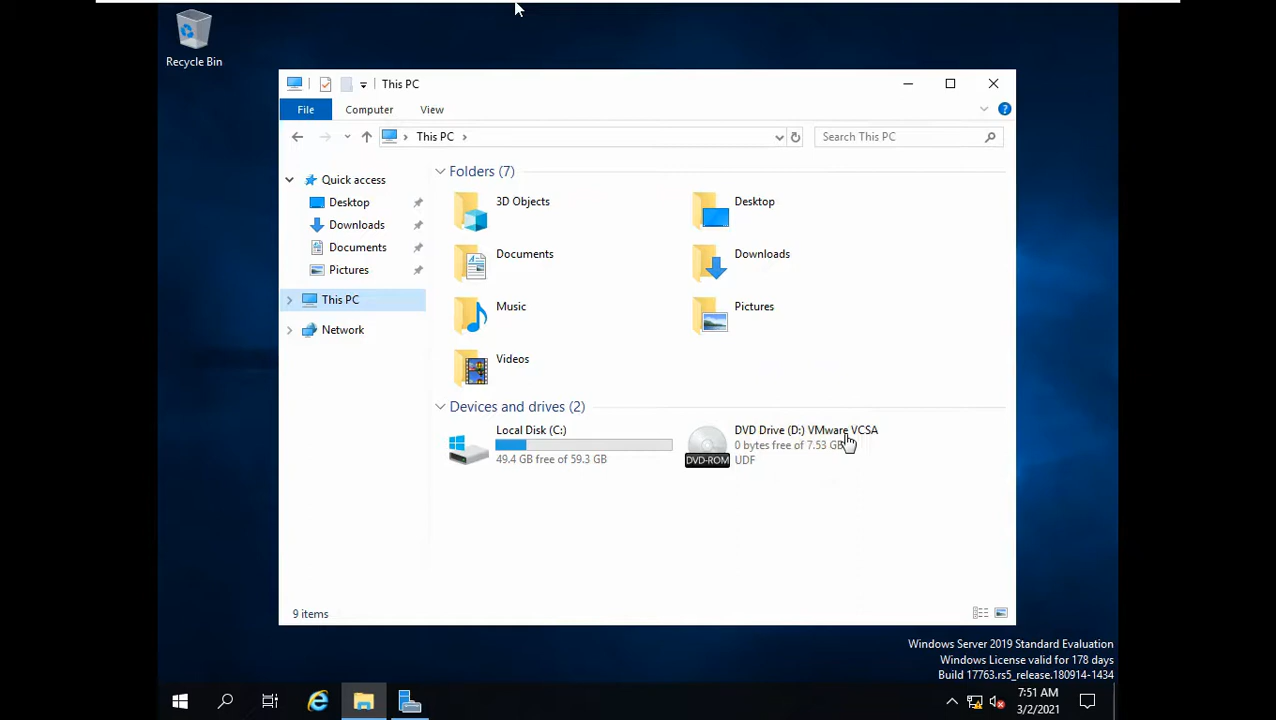 Recycle Bin
This PC
File Computer View
This PC
Search This PC
Quick access
Desktop
Downloads
Documents
Pictures
This PC
Network
Folders (7)
3D Objects
Desktop
Documents
Downloads
Music
Pictures
Videos
Devices and drives (2)
Local Disk (C:)
49.4 GB free of 59.3 GB
DVD-ROM
DVD Drive (D:) VMware VCSA
0 bytes free of 7.53 GB
UDF
9 items
Windows Server 2019 Standard Evaluation
Windows License valid for 178 days
Build 17763.rs5_release.180914-1434
7:51 AM
3/2/2021